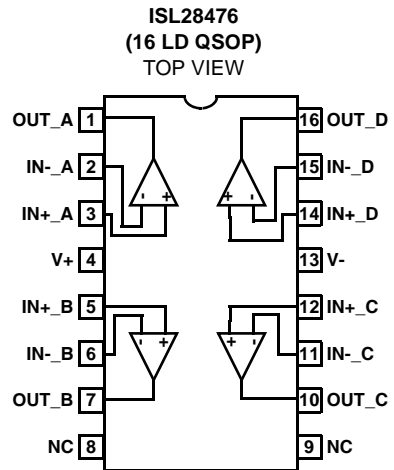 ISL28476
(16 LD QSOP)
TOP VIEW
OUT_A 1
16 OUT_D
IN-_A 2
15 IN-_D
- +
+ -
IN+_A 3
14 IN+_D
V+ 4
13 V-
IN+_B 5
12 IN+_C
- +
+ -
IN-_B 6
11 IN-_C
OUT_B 7
10 OUT_C
NC 8
9 NC